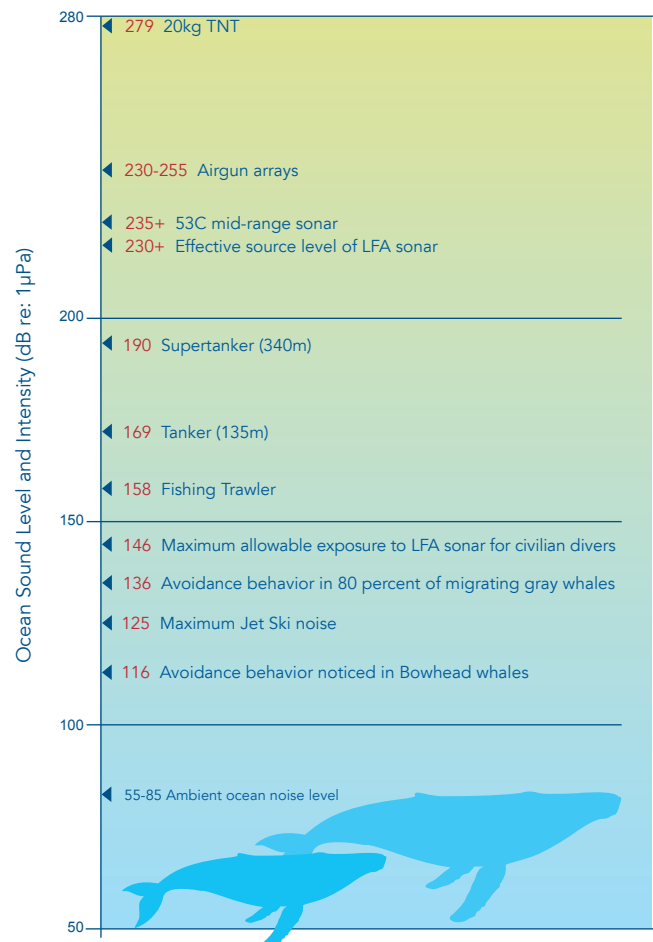 280
279 20kg TNT
230-255 Airgun arrays
235+ 53C mid-range sonar
230+ Effective source level of LFA sonar
Ocean Sound Level and Intensity (dB re: 1µPa)
200
190 Supertanker (340m)
169 Tanker (135m)
158 Fishing Trawler
150
146 Maximum allowable exposure to LFA sonar for civilian divers
136 Avoidance behavior in 80 percent of migrating gray whales
125 Maximum Jet Ski noise
116 Avoidance behavior noticed in Bowhead whales
100
55-85 Ambient ocean noise level
50